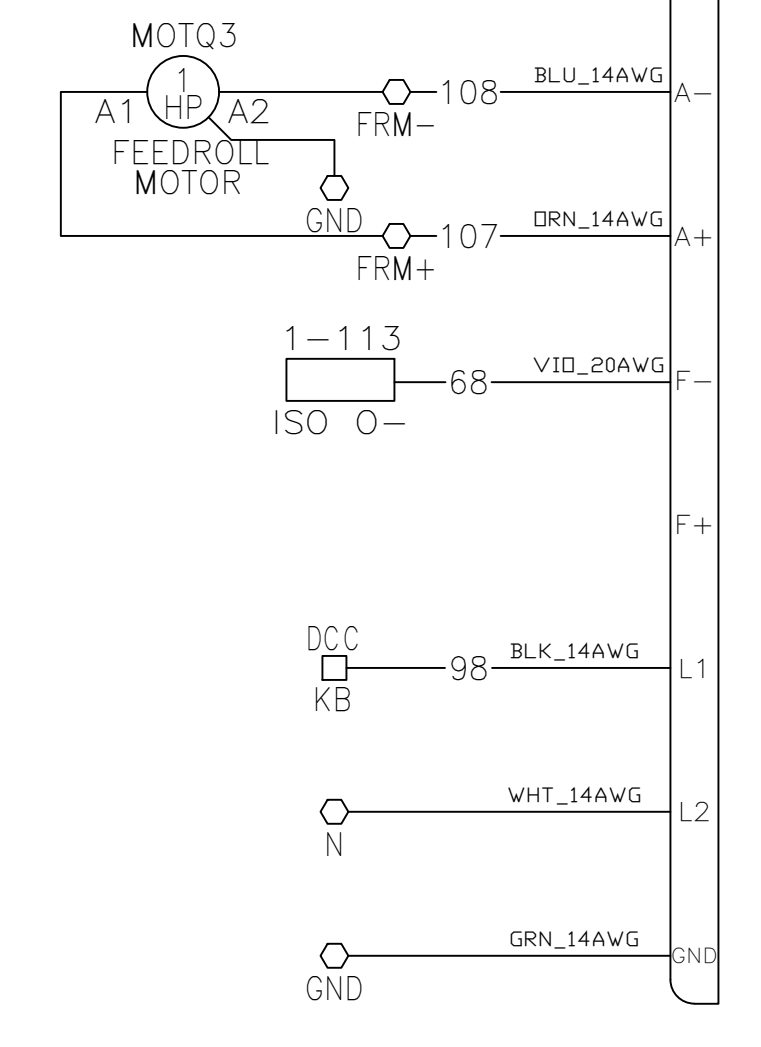 MOTQ3
1
HP
A1
A2
FEEDROLL
MOTOR
GND
FRM-
108
BLU_14AWG
A-
FRM+
107
ORN_14AWG
A+
1-113
ISO O-
68
VIO_20AWG
F-
F+
DCC
KB
98
BLK_14AWG
L1
N
WHT_14AWG
L2
GND
GRN_14AWG
GND